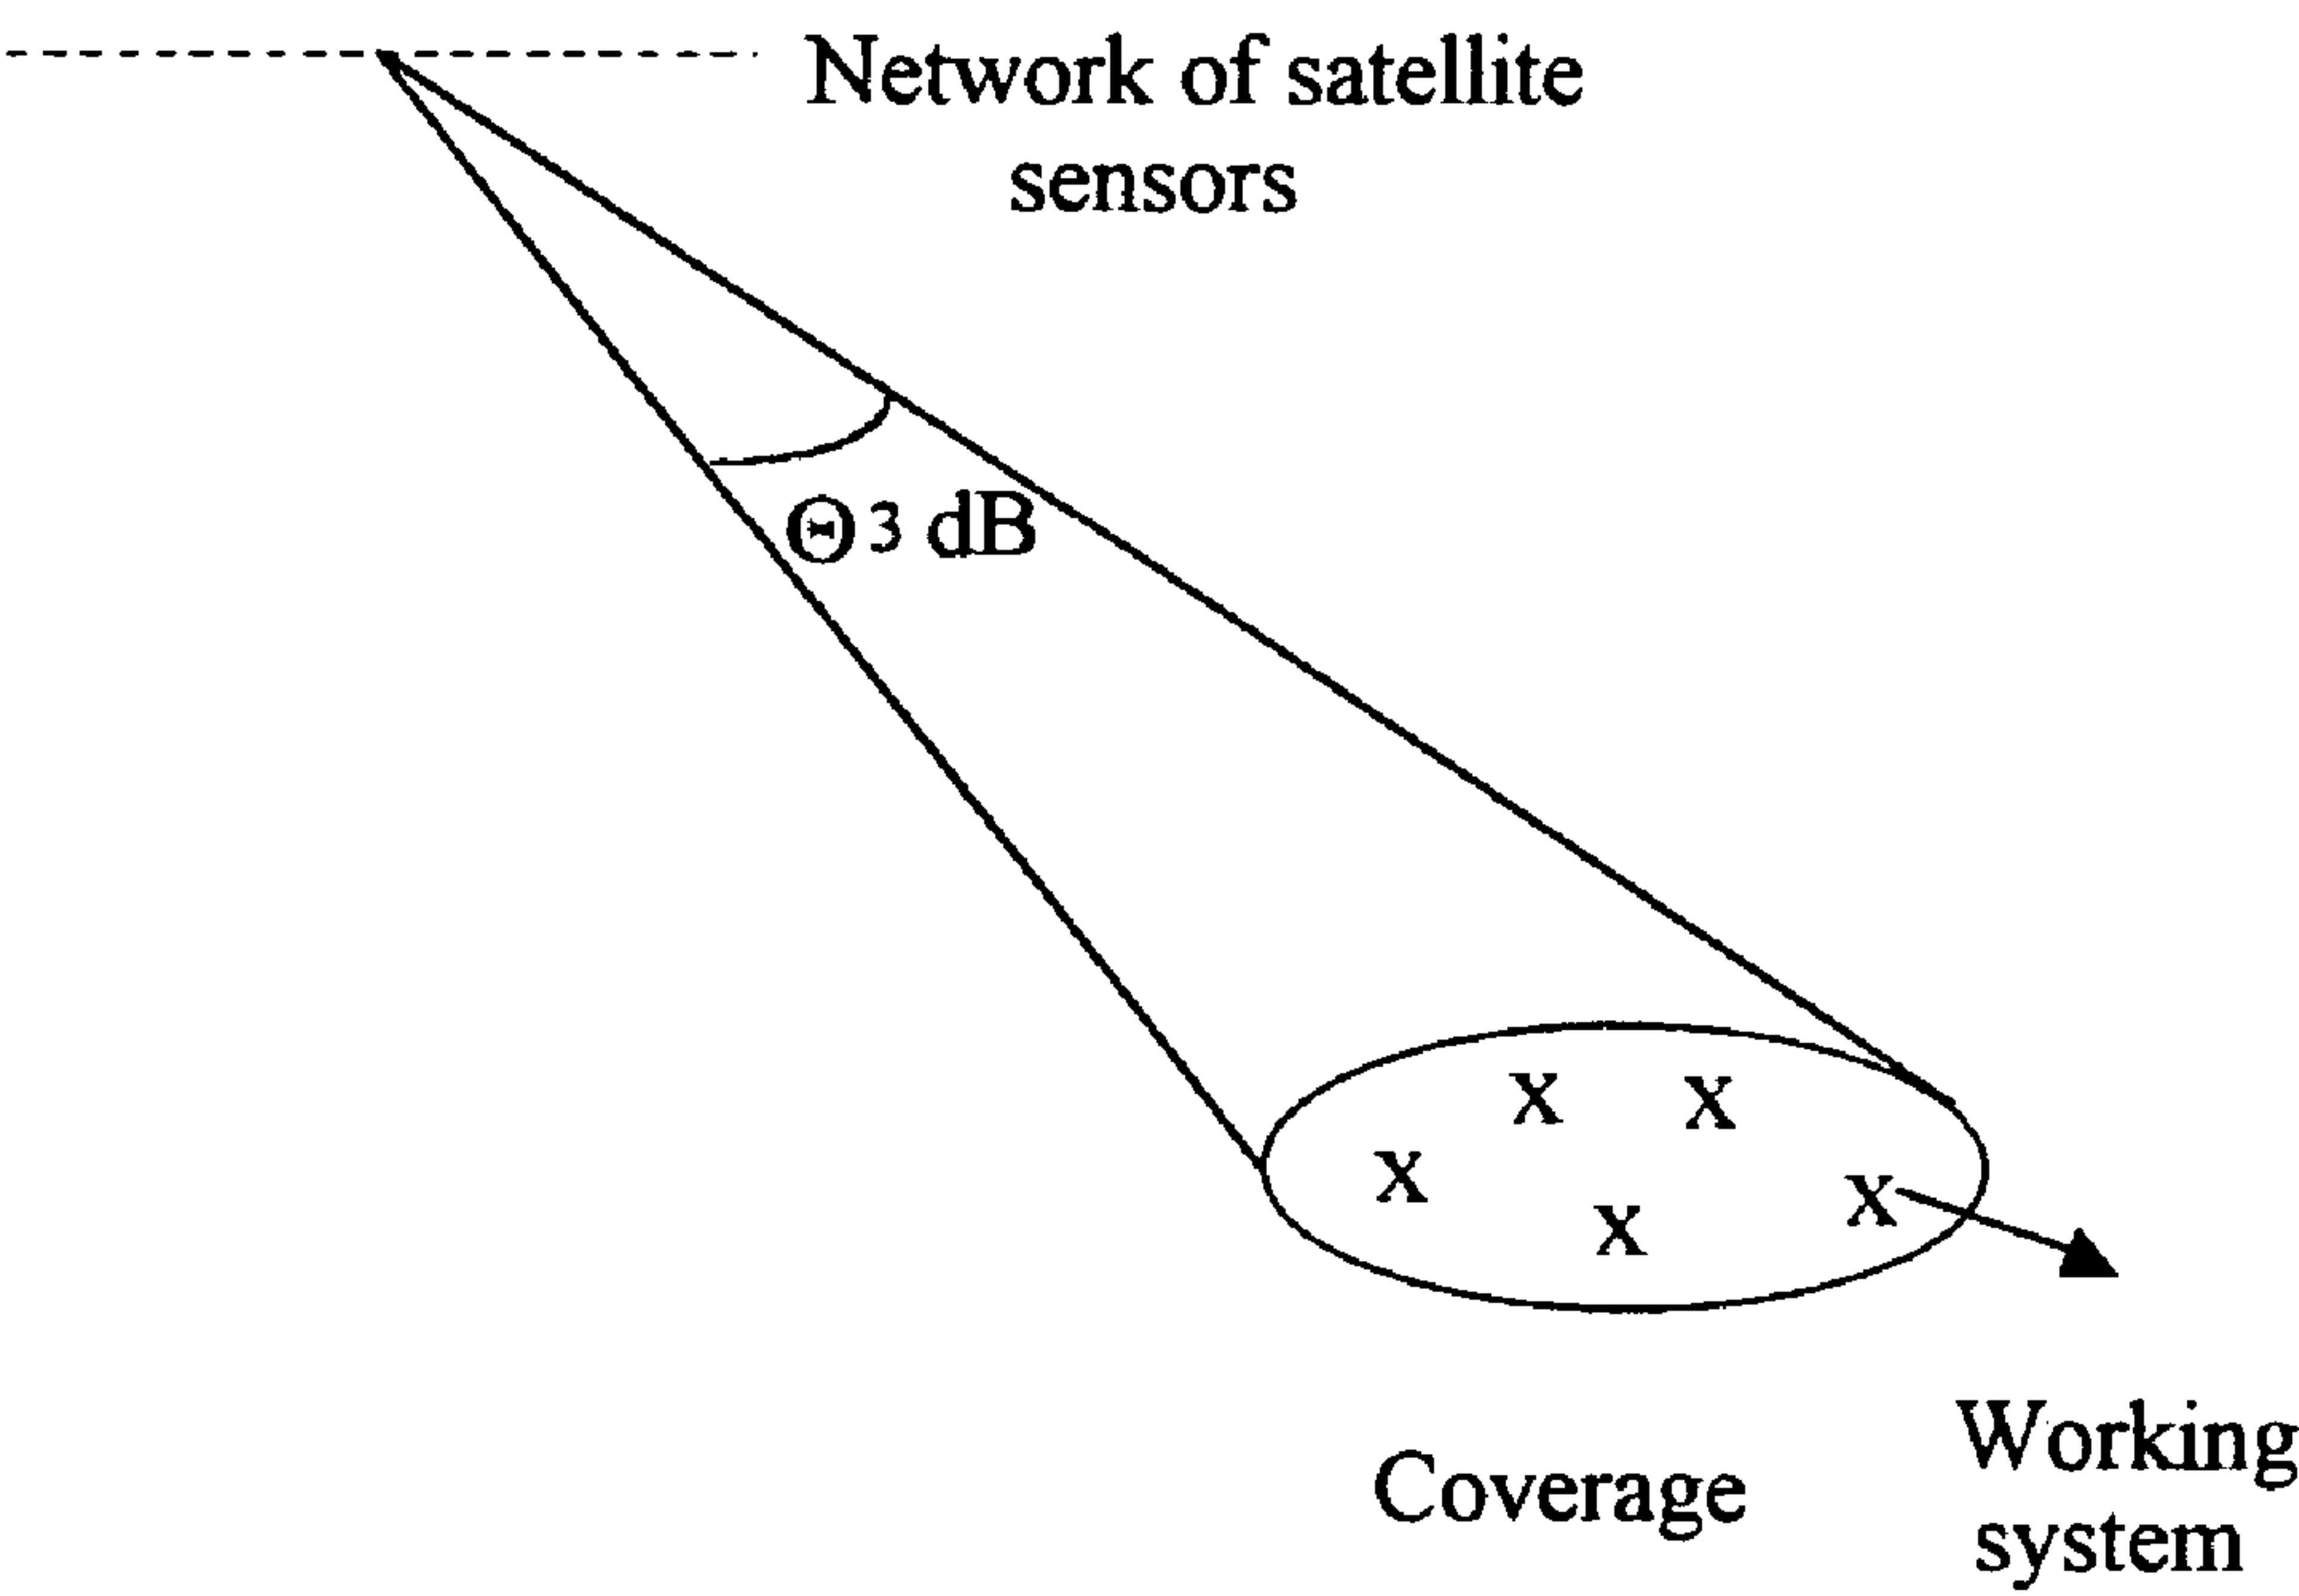 Network of satellite
sensors
Θ3 dB
x x
x x
x
Coverage
Working
system